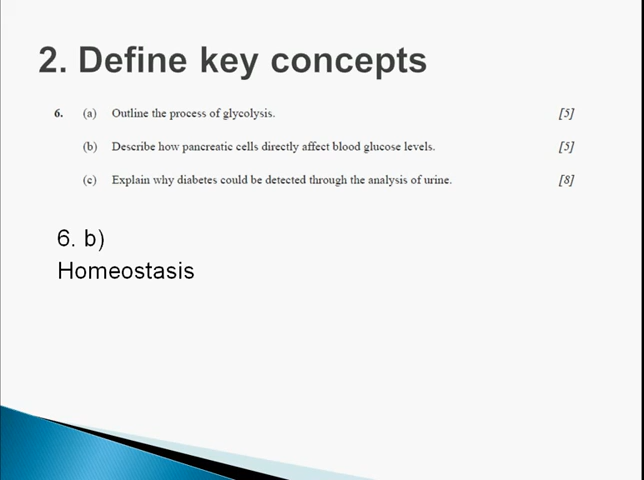 2. Define key concepts
6. (a) Outline the process of glycolysis. [5]
(b) Describe how pancreatic cells directly affect blood glucose levels. [5]
(c) Explain why diabetes could be detected through the analysis of urine. [8]
6. b)
Homeostasis